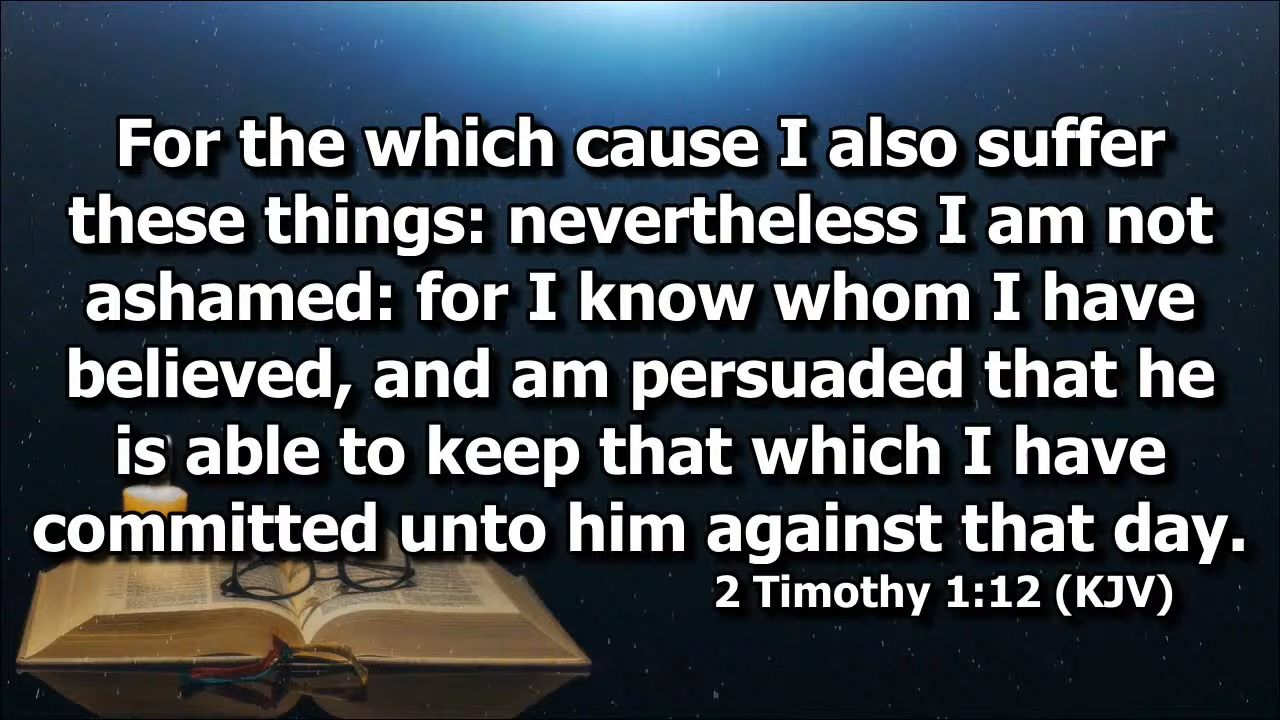 For the which cause I also suffer
these things: nevertheless I am not
ashamed: for I know whom I have
believed, and am persuaded that he
is able to keep that which I have
committed unto him against that day.
2 Timothy 1:12 (KJV)